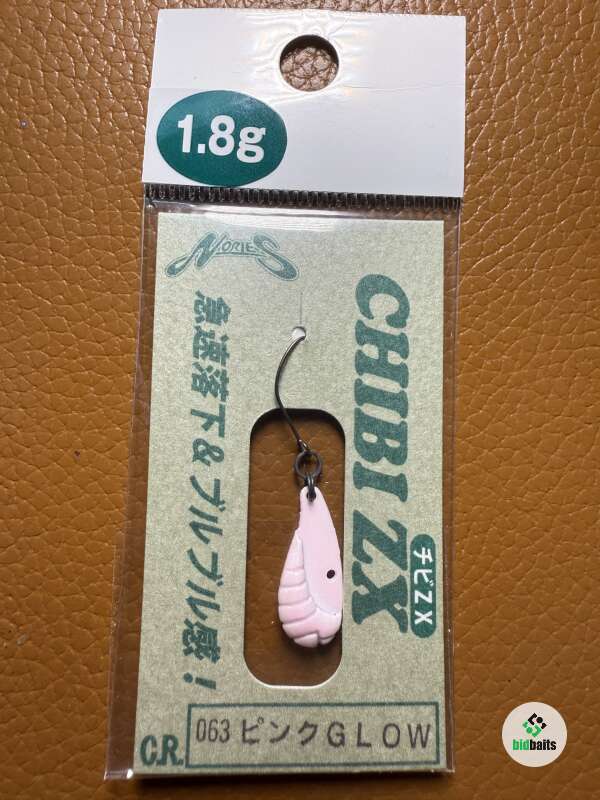 1.8g
NORIES
CHIBI ZX
チビZX
急速落下&ブルブル感!
C.R.
063 ピンクGLOW
bidbaits